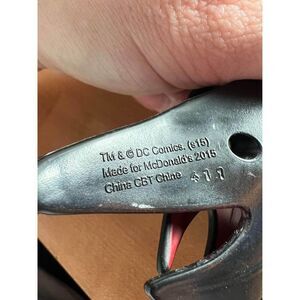 TM & © DC Comics. (s15)
Made for McDonald's 2015
China CBT Chine